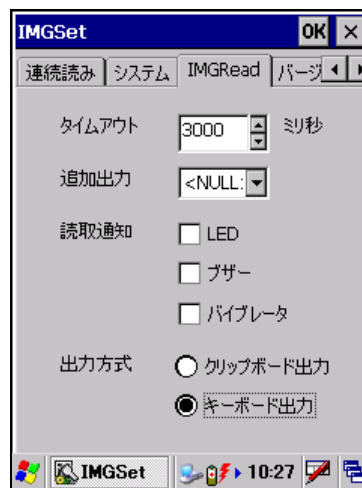 IMGSet OK ×
連続読み システム IMGRead バージ
タイムアウト 3000 ミリ秒
追加出力 <NULL:
読取通知 LED
ブザー
バイブレータ
出力方式 クリップボード出力
キーボード出力
IMGSet 10:27